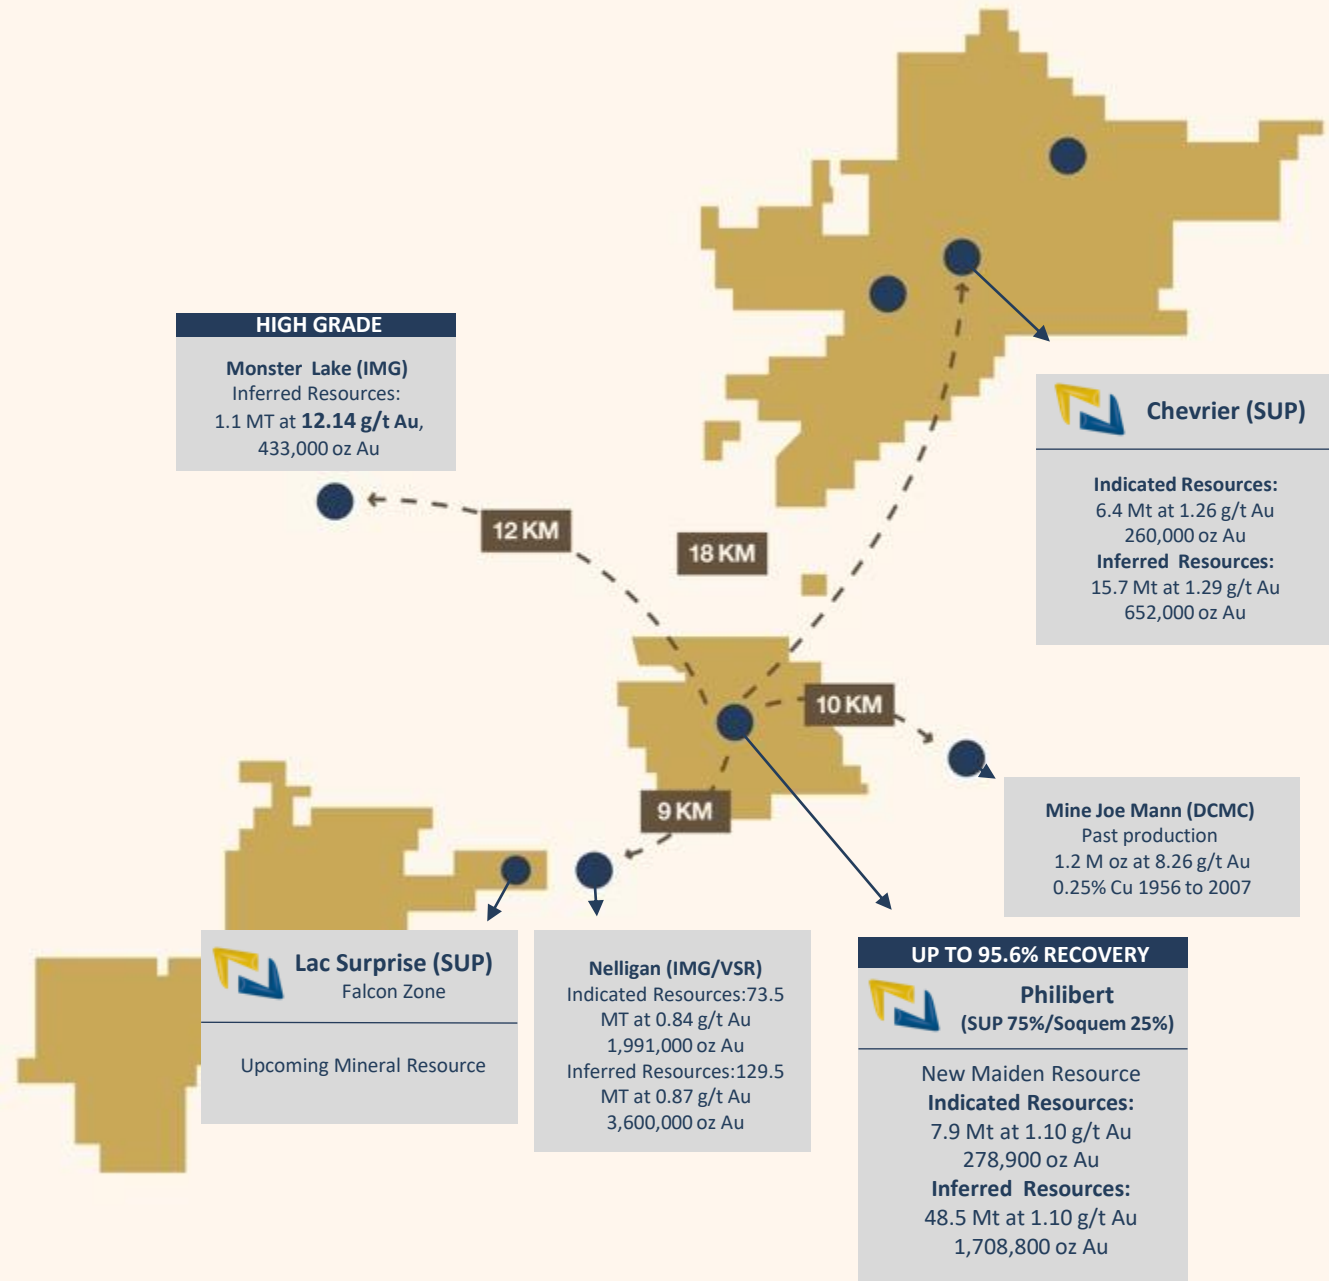 HIGH GRADE
Monster Lake (IMG)
Inferred Resources:
1.1 MT at 12.14 g/t Au,
433,000 oz Au
12 KM
18 KM
Chevrier (SUP)
Indicated Resources:
6.4 Mt at 1.26 g/t Au
260,000 oz Au
Inferred Resources:
15.7 Mt at 1.29 g/t Au
652,000 oz Au
10 KM
9 KM
Mine Joe Mann (DCMC)
Past production
1.2 M oz at 8.26 g/t Au
0.25% Cu 1956 to 2007
Lac Surprise (SUP)
Falcon Zone
Upcoming Mineral Resource
Nelligan (IMG/VSR)
Indicated Resources:73.5
MT at 0.84 g/t Au
1,991,000 oz Au
Inferred Resources:129.5
MT at 0.87 g/t Au
3,600,000 oz Au
UP TO 95.6% RECOVERY
Philibert
(SUP 75%/Soquem 25%)
New Maiden Resource
Indicated Resources:
7.9 Mt at 1.10 g/t Au
278,900 oz Au
Inferred Resources:
48.5 Mt at 1.10 g/t Au
1,708,800 oz Au